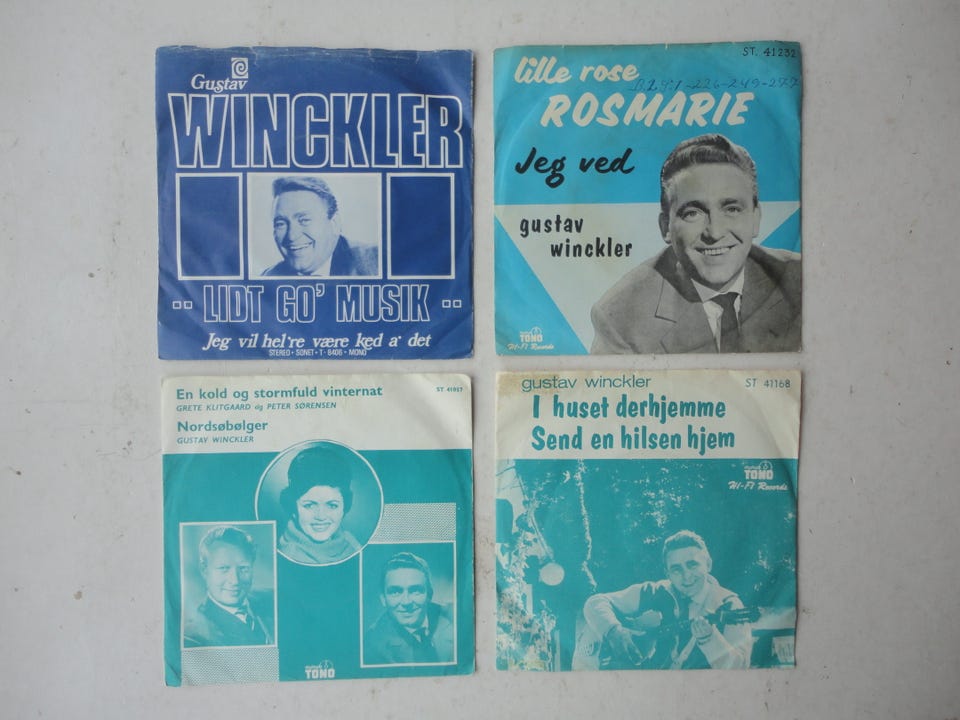 Gustav
WINCKLER
LIDT GO' MUSIK
Jeg vil hel're være ked a' det
STEREO · SONET · T · 8406 · MONO
ST. 41232
lille rose
ROSMARIE
Jeg ved
gustav
winckler
TONO
Hi-Fi Records
En kold og stormfuld vinternat
ST 41057
GRETE KLITGAARD og PETER SØRENSEN
Nordsøbølger
GUSTAV WINCKLER
TONO
gustav winckler
ST 41168
I huset derhjemme
Send en hilsen hjem
TONO
Hi-Fi Records